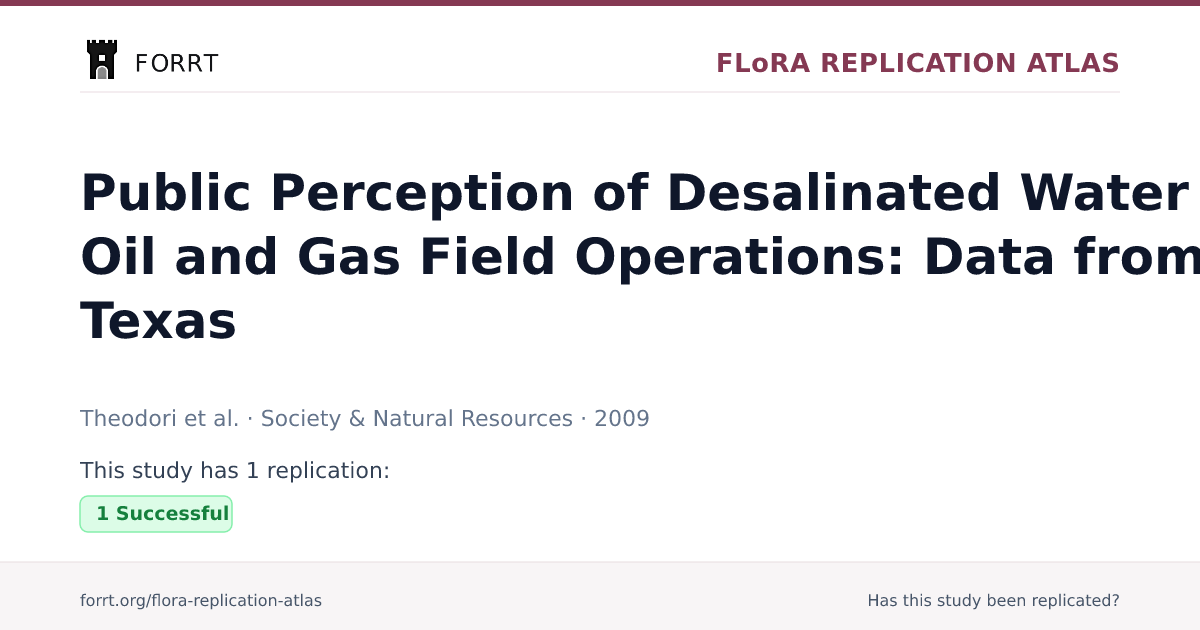 FORRT
FLoRA REPLICATION ATLAS
Public Perception of Desalinated Water
Oil and Gas Field Operations: Data from
Texas
Theodori et al. · Society & Natural Resources · 2009
This study has 1 replication:
1 Successful
forrt.org/flora-replication-atlas
Has this study been replicated?